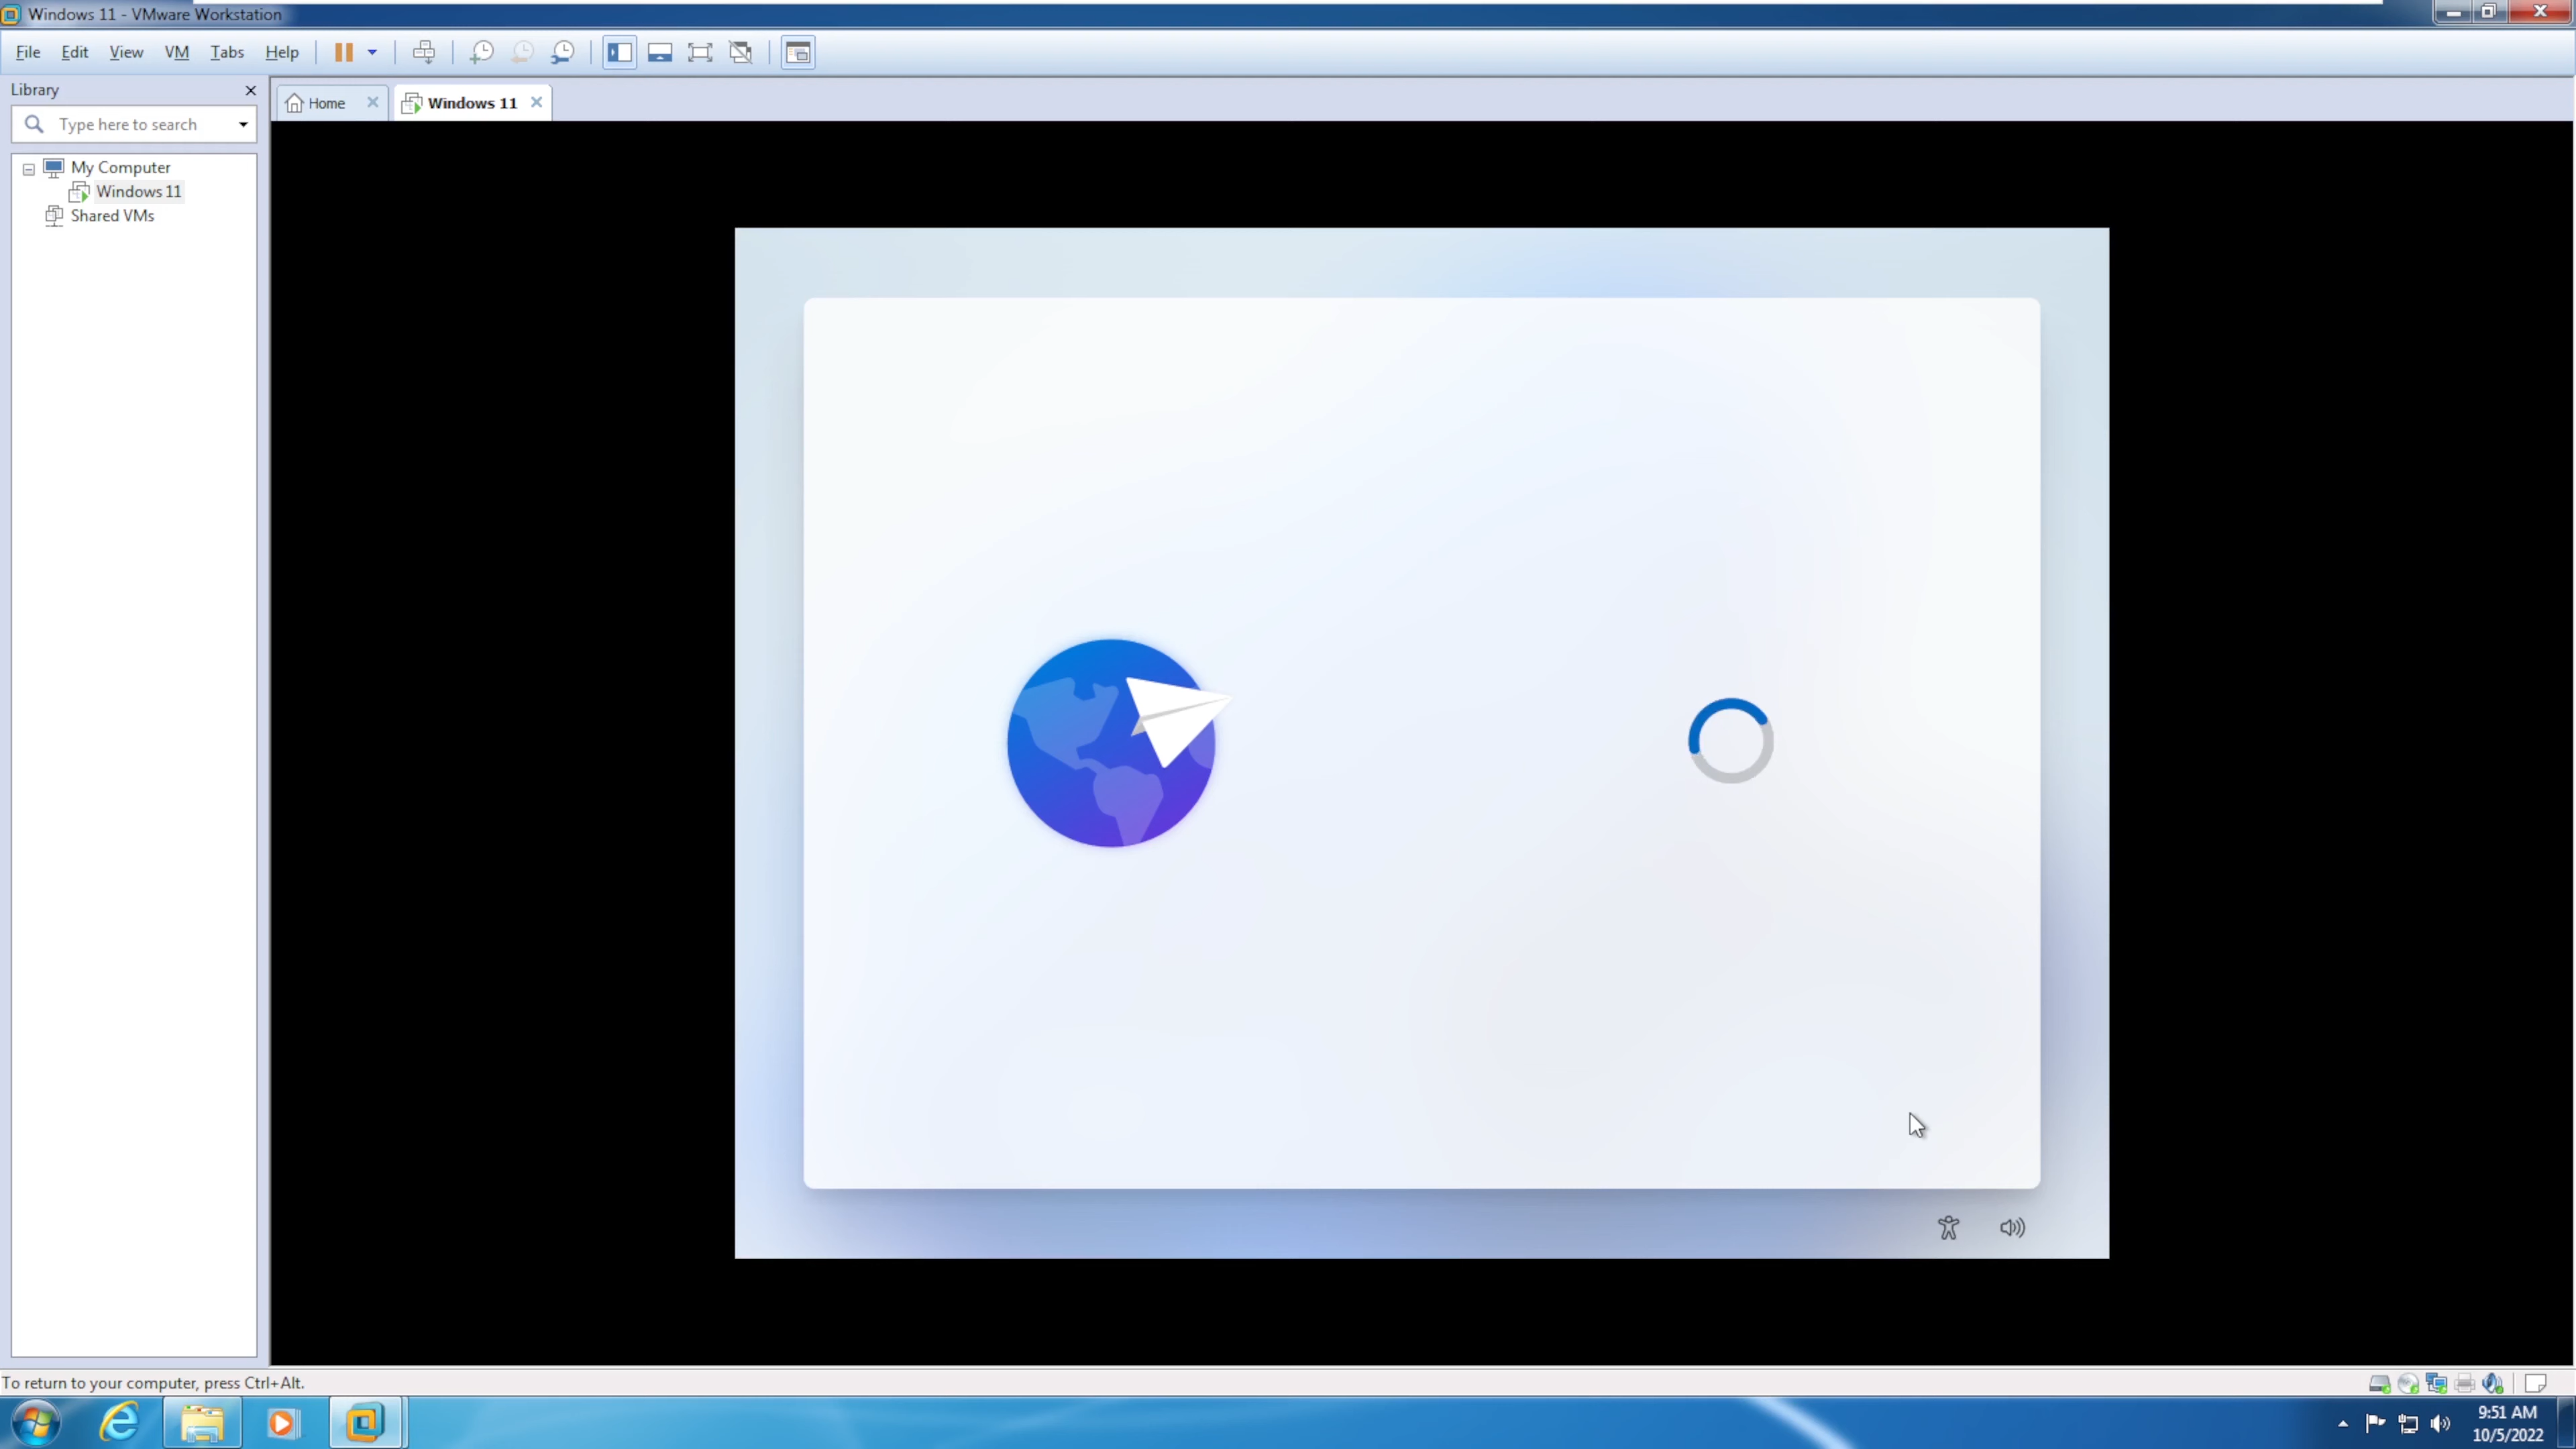 Windows 11 - VMware Workstation
File Edit View VM Tabs Help
Library
Home Windows 11
Type here to search
My Computer
Windows 11
Shared VMs
To return to your computer, press Ctrl+Alt.
9:51 AM
10/5/2022